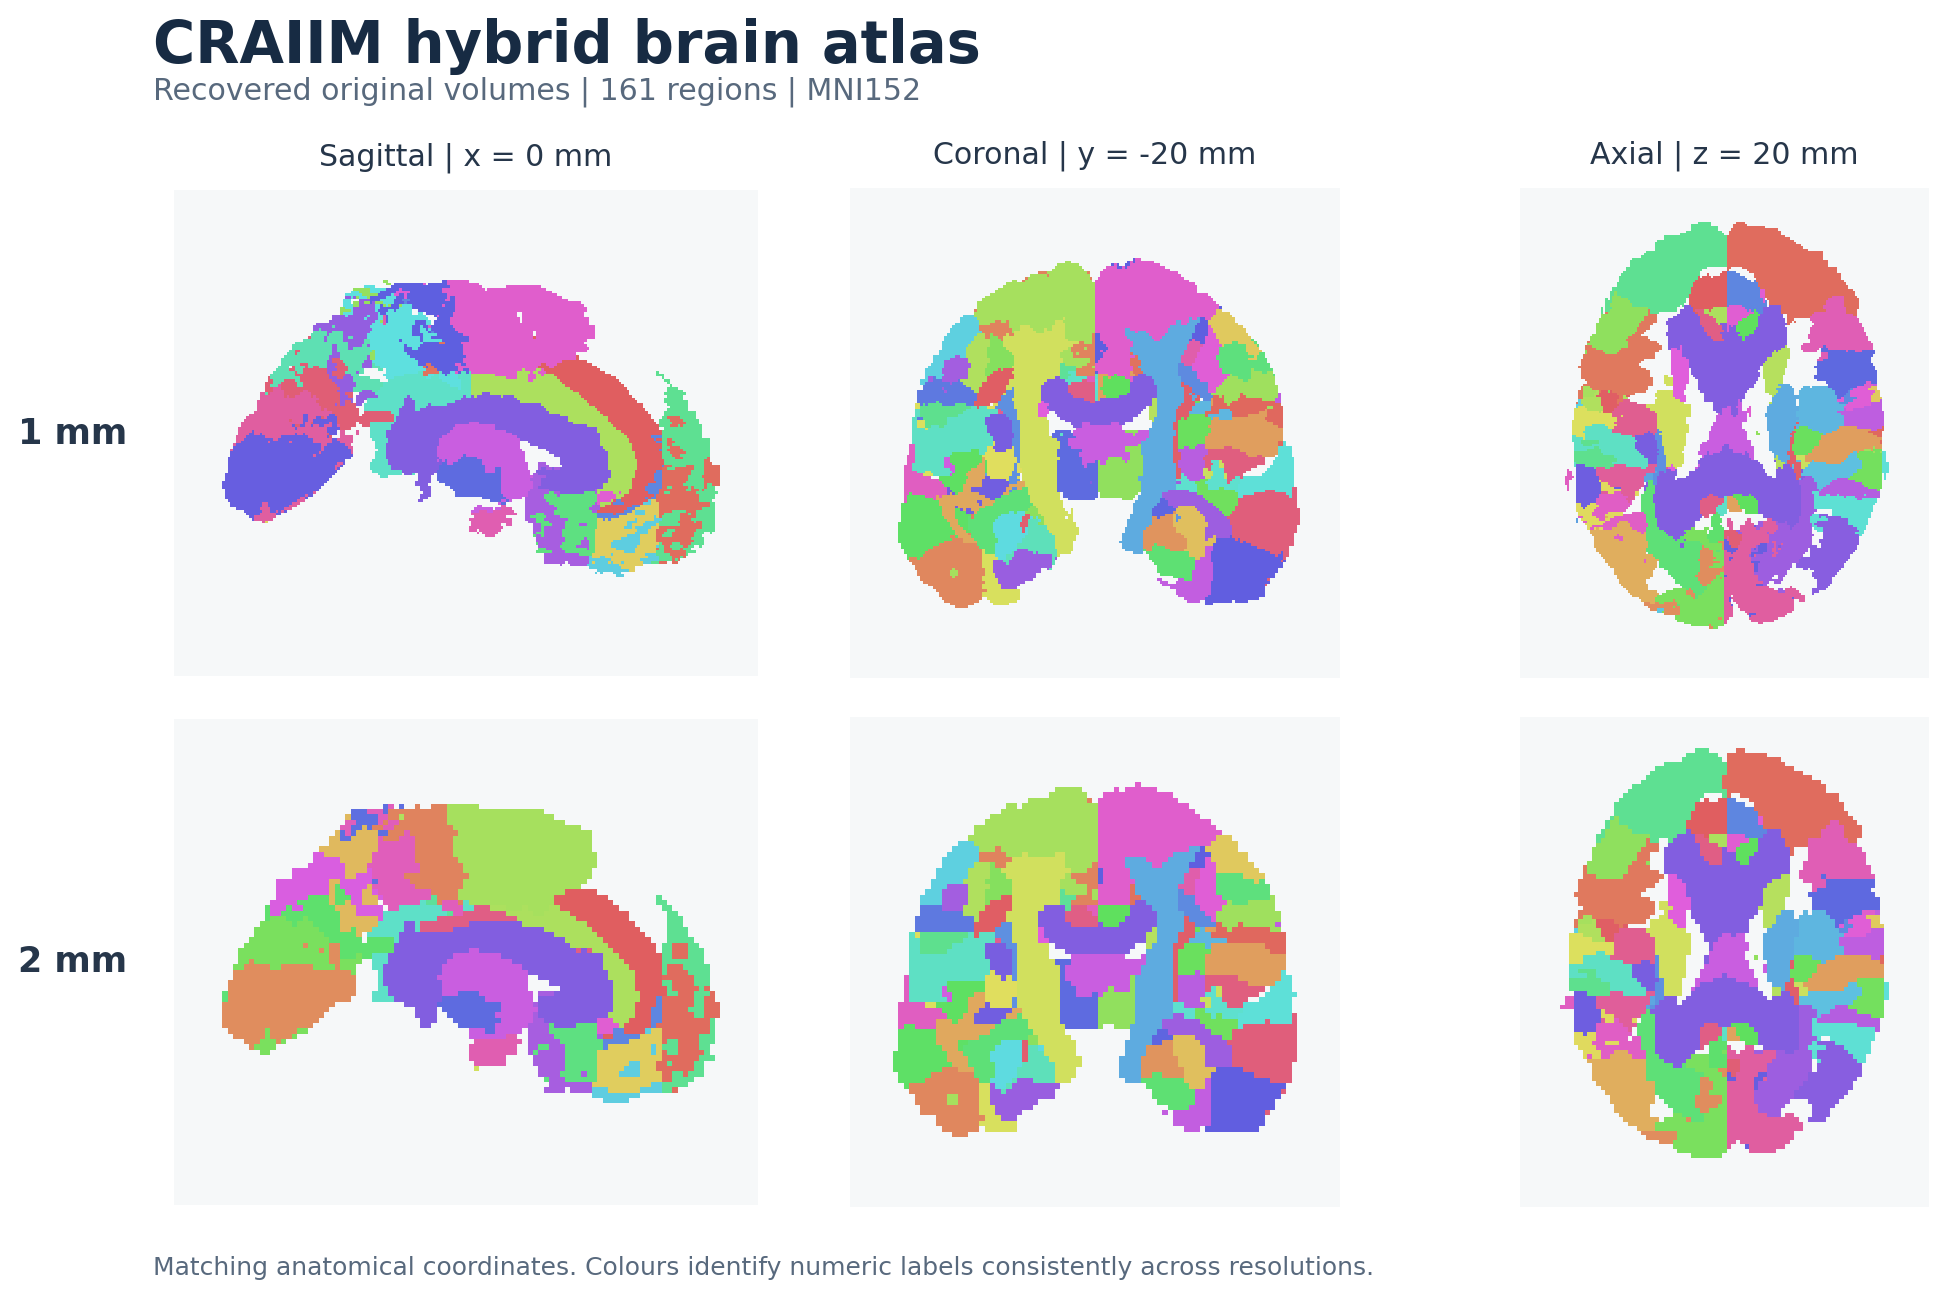 CRAIIM hybrid brain atlas
Recovered original volumes | 161 regions | MNI152
Sagittal | x = 0 mm
Coronal | y = -20 mm
Axial | z = 20 mm
1 mm
2 mm
Matching anatomical coordinates. Colours identify numeric labels consistently across resolutions.